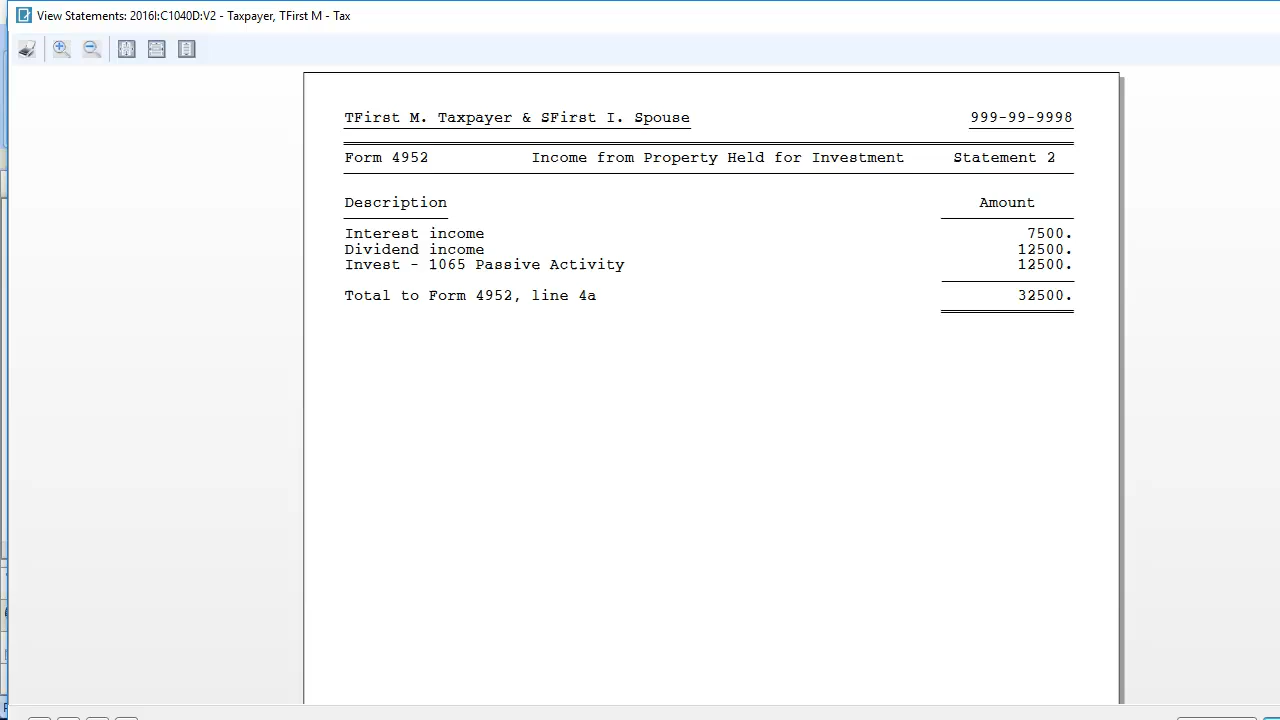 View Statements: 2016I:C1040D:V2 - Taxpayer, TFirst M - Tax
TFirst M. Taxpayer & SFirst I. Spouse 999-99-9998
Form 4952 Income from Property Held for Investment Statement 2
Description Amount
Interest income 7500.
Dividend income 12500.
Invest - 1065 Passive Activity 12500.
Total to Form 4952, line 4a 32500.